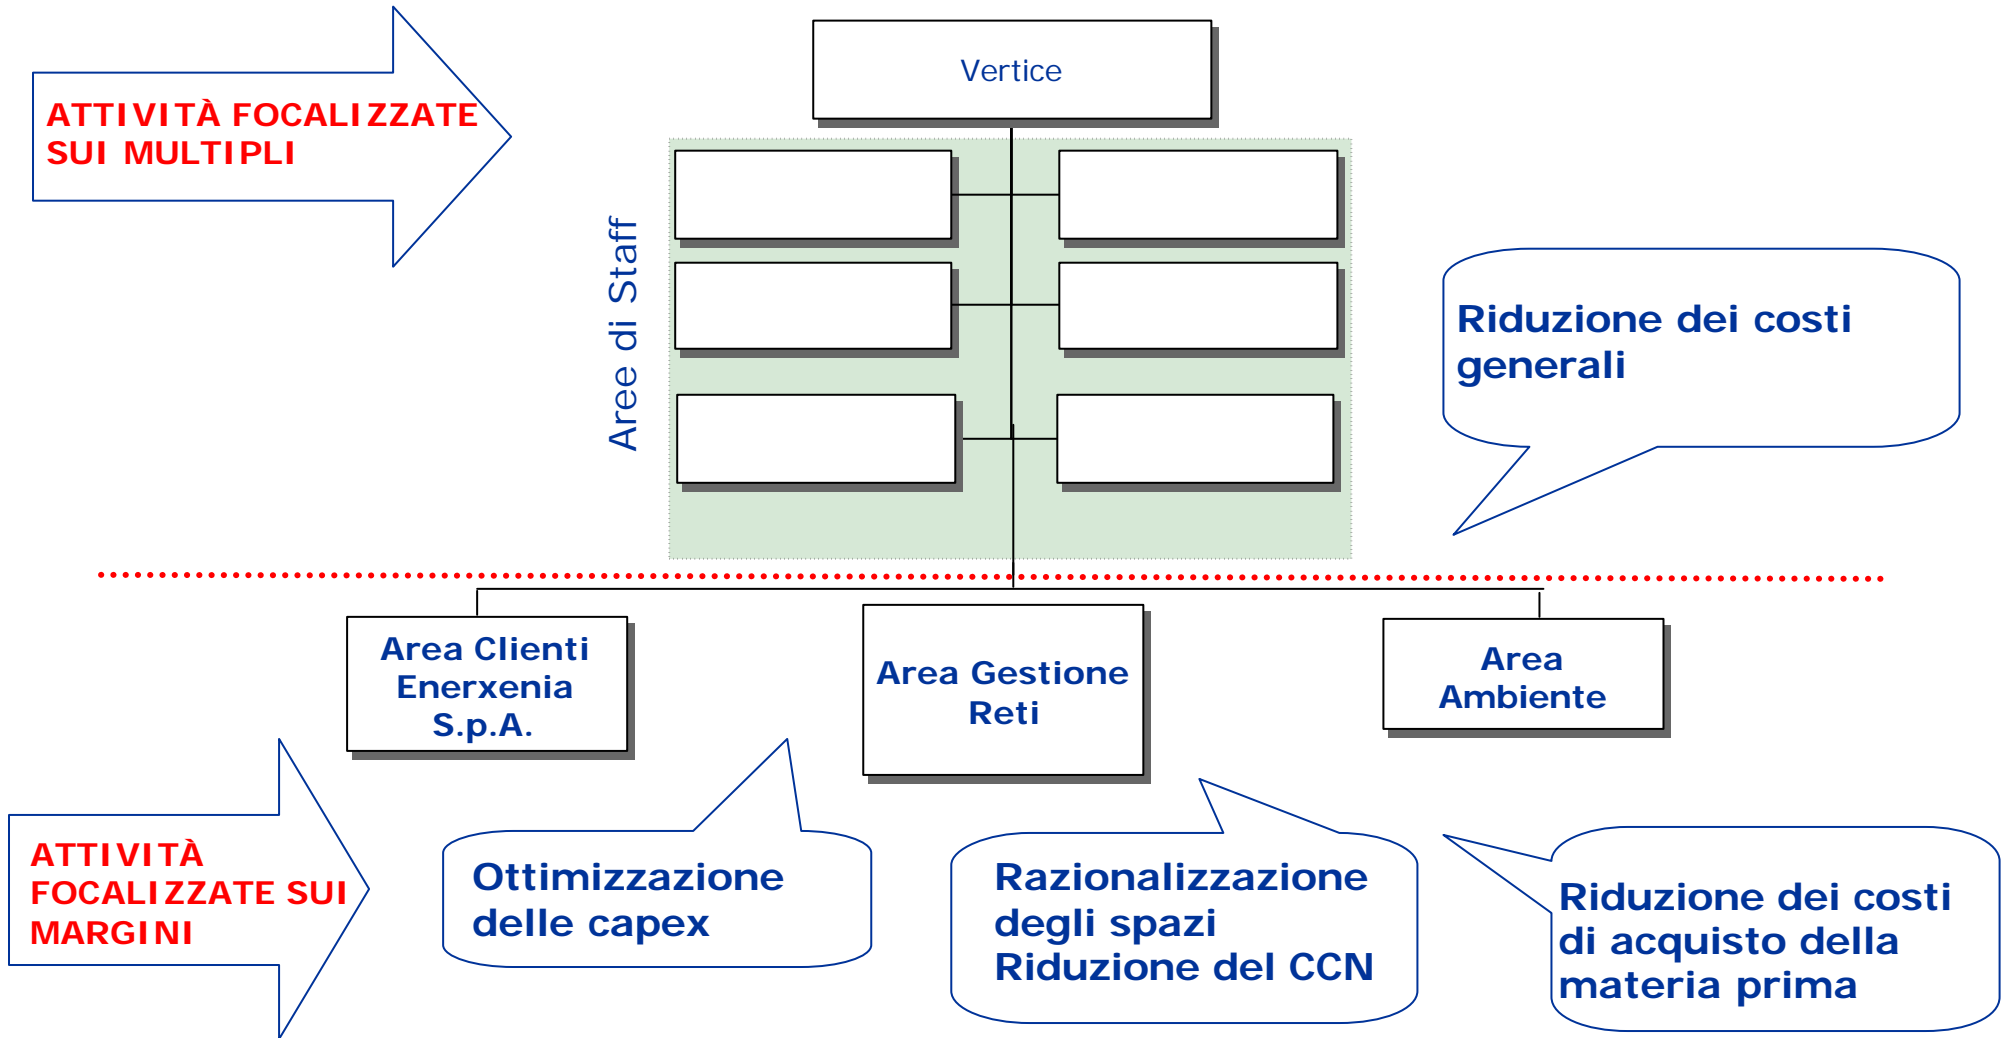 Vertice
ATTIVITÀ FOCALIZZATE
SUI MULTIPLI
Aree di Staff
Riduzione dei costi
generali
Area Clienti
Enerxenia
S.p.A.
Area Gestione
Reti
Area
Ambiente
ATTIVITÀ
FOCALIZZATE SUI
MARGINI
Ottimizzazione
delle capex
Razionalizzazione
degli spazi
Riduzione del CCN
Riduzione dei costi
di acquisto della
materia prima